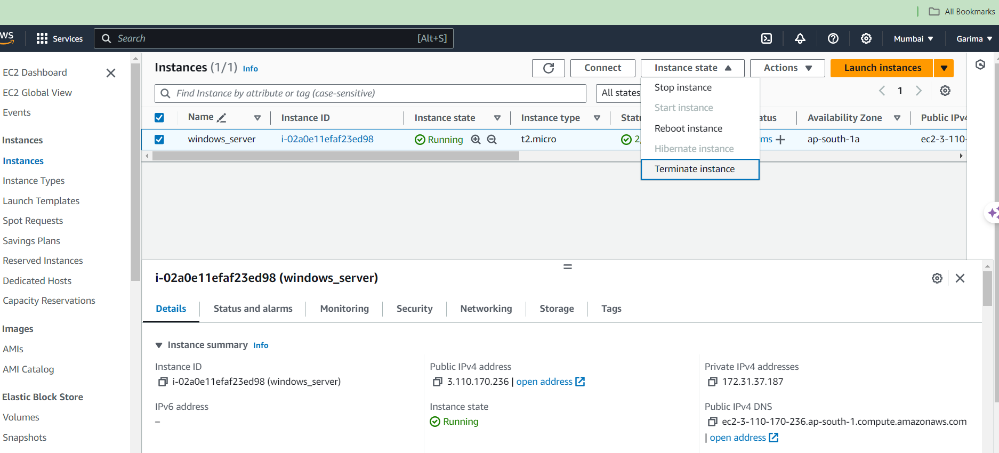 All Bookmarks
WS
Services
Search
[Alt+S]
Mumbai
Garima
EC2 Dashboard
EC2 Global View
Events
Instances
Instances
Instance Types
Launch Templates
Spot Requests
Savings Plans
Reserved Instances
Dedicated Hosts
Capacity Reservations
Images
AMIs
AMI Catalog
Elastic Block Store
Volumes
Snapshots
Instances (1/1) Info
Connect
Instance state
Actions
Launch instances
Find Instance by attribute or tag (case-sensitive)
All states
1
Stop instance
Start instance
Reboot instance
Hibernate instance
Terminate instance
Name
Instance ID
Instance state
Instance type
Statu
atus
Availability Zone
Public IPv4
windows_server
i-02a0e11efaf23ed98
Running
t2.micro
2
ms
ap-south-1a
ec2-3-110-
i-02a0e11efaf23ed98 (windows_server)
Details
Status and alarms
Monitoring
Security
Networking
Storage
Tags
Instance summary Info
Instance ID
i-02a0e11efaf23ed98 (windows_server)
Public IPv4 address
3.110.170.236 | open address
Private IPv4 addresses
172.31.37.187
IPv6 address
–
Instance state
Running
Public IPv4 DNS
ec2-3-110-170-236.ap-south-1.compute.amazonaws.com
| open address